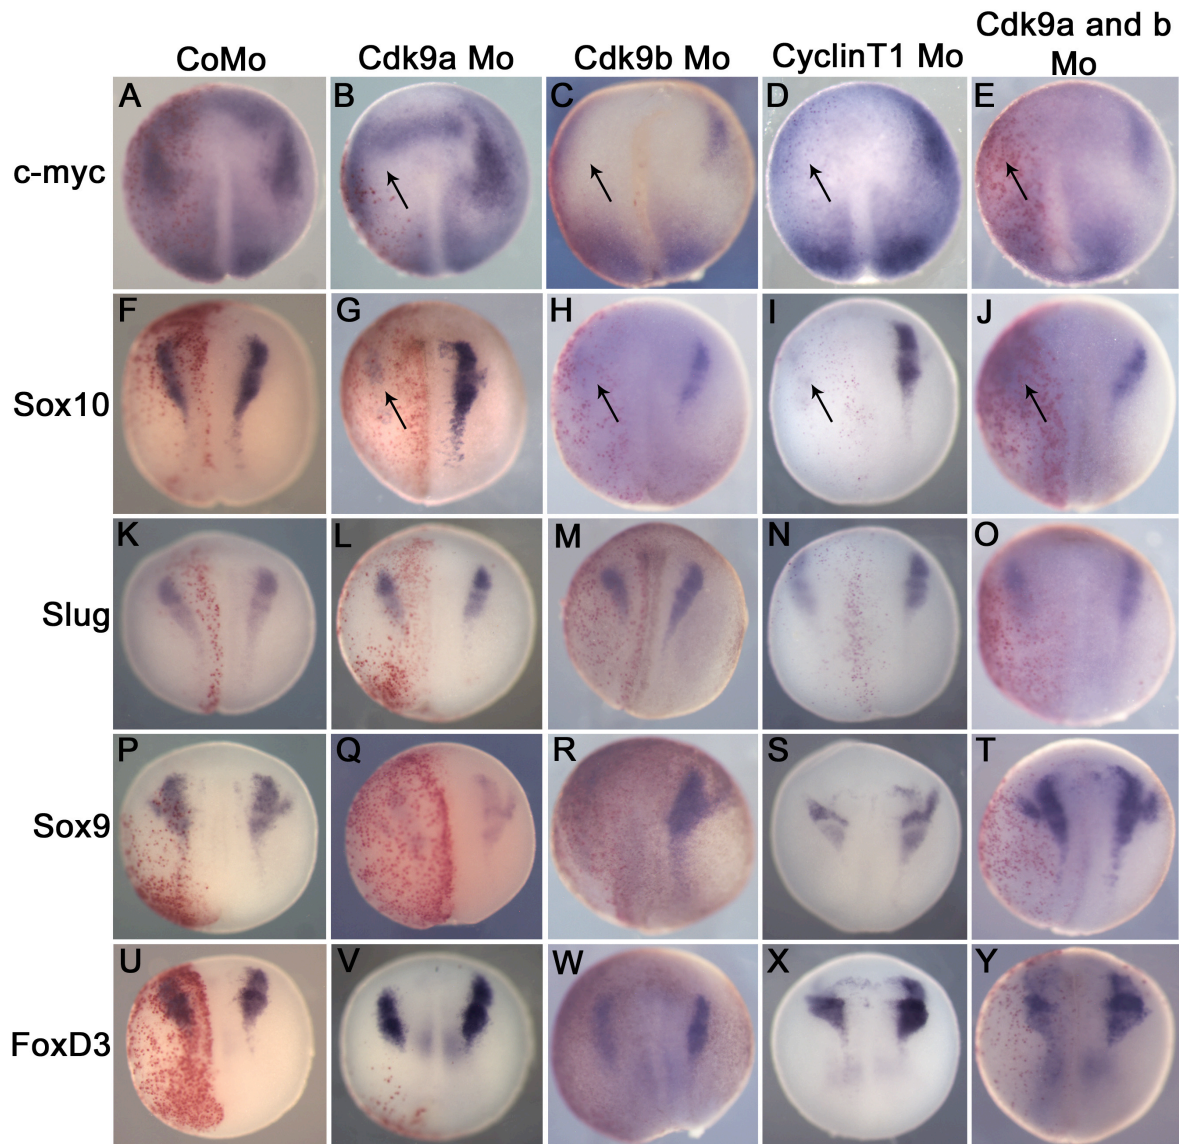 CoMo
Cdk9a Mo
Cdk9b Mo
CyclinT1 Mo
Cdk9a and b
Mo
c-myc
A
B
C
D
E
Sox10
F
G
H
I
J
Slug
K
L
M
N
O
Sox9
P
Q
R
S
T
FoxD3
U
V
W
X
Y